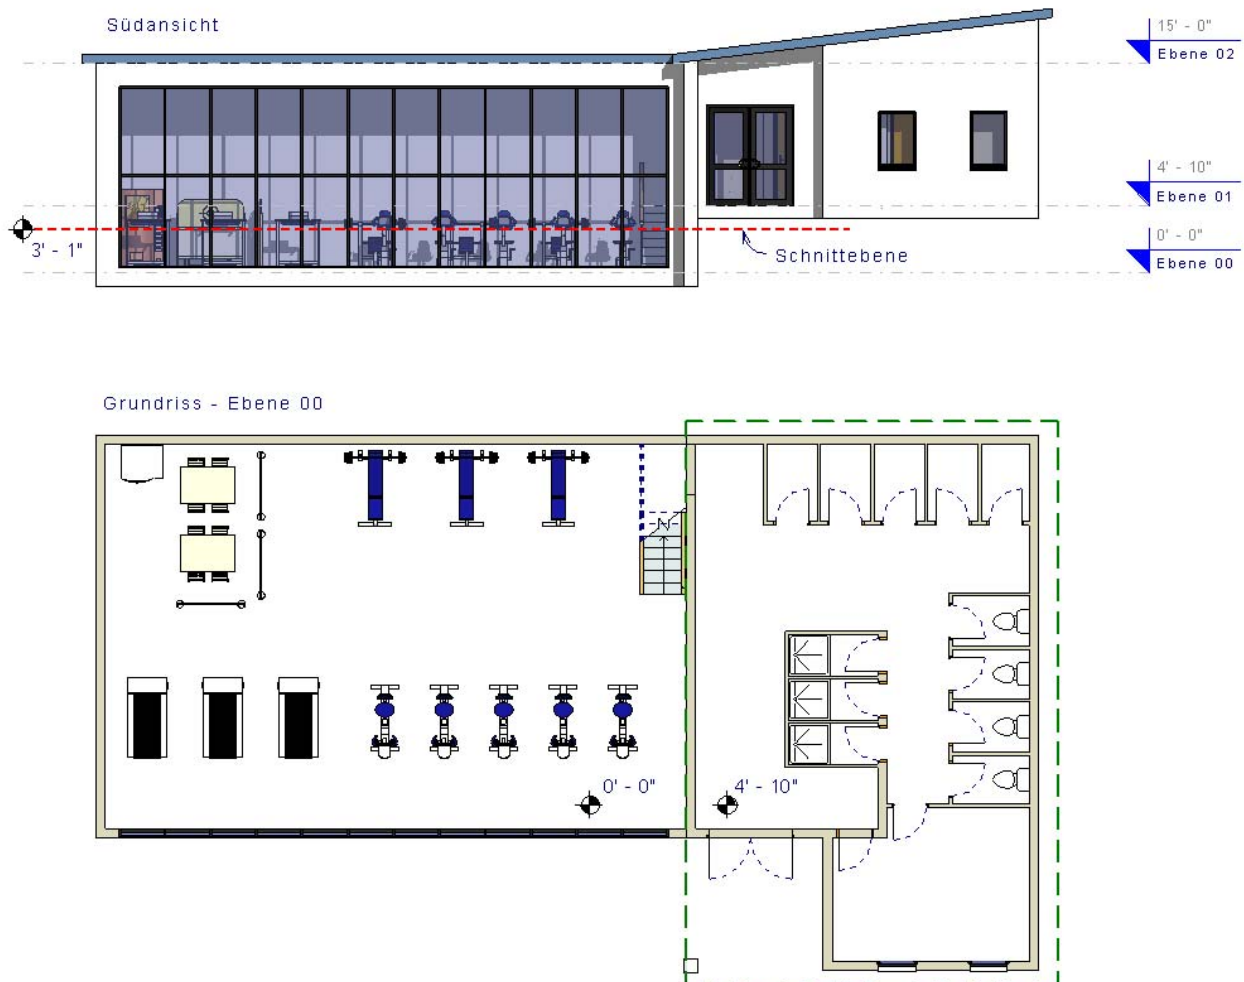 Südansicht
15' - 0"
Ebene 02
4' - 10"
Ebene 01
3' - 1"
Schnittebene
0' - 0"
Ebene 00
Grundriss - Ebene 00
0' - 0"
4' - 10"